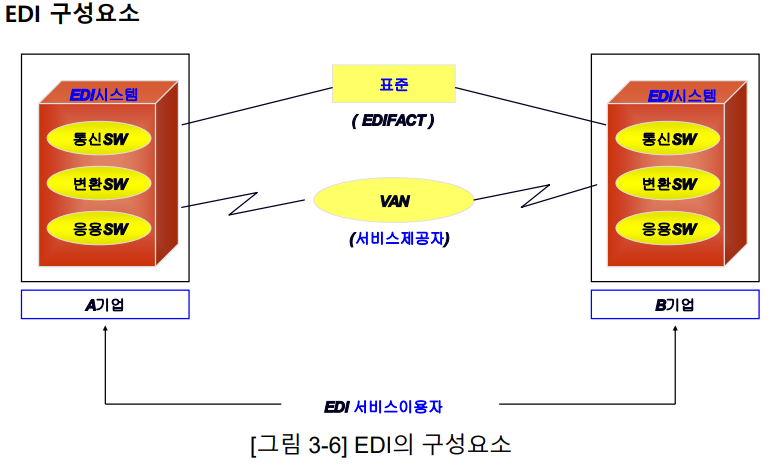 EDI 구성요소
EDI시스템
통신SW
변환SW
응용SW
A기업
표준
( EDIFACT )
VAN
(서비스제공자)
EDI시스템
통신SW
변환SW
응용SW
B기업
EDI 서비스이용자
[그림 3-6] EDI의 구성요소